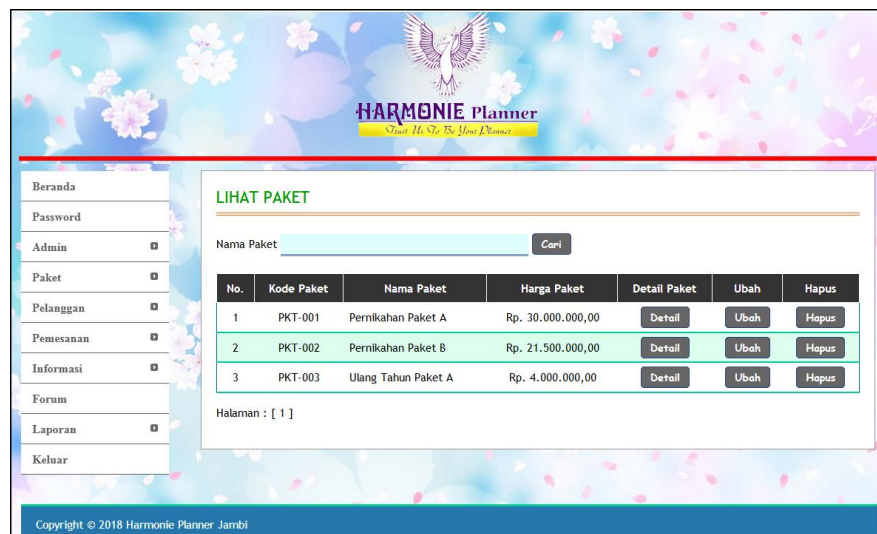 HARMONIE Planner
Trust Us To Be Your Planner
Beranda
Password
Admin
Paket
Pelanggan
Pemesanan
Informasi
Forum
Laporan
Keluar
LIHAT PAKET
Nama Paket Cari
No. Kode Paket Nama Paket Harga Paket Detail Paket Ubah Hapus
1 PKT-001 Pernikahan Paket A Rp. 30.000.000,00 Detail Ubah Hapus
2 PKT-002 Pernikahan Paket B Rp. 21.500.000,00 Detail Ubah Hapus
3 PKT-003 Ulang Tahun Paket A Rp. 4.000.000,00 Detail Ubah Hapus
Halaman : [ 1 ]
Copyright © 2018 Harmonie Planner Jambi